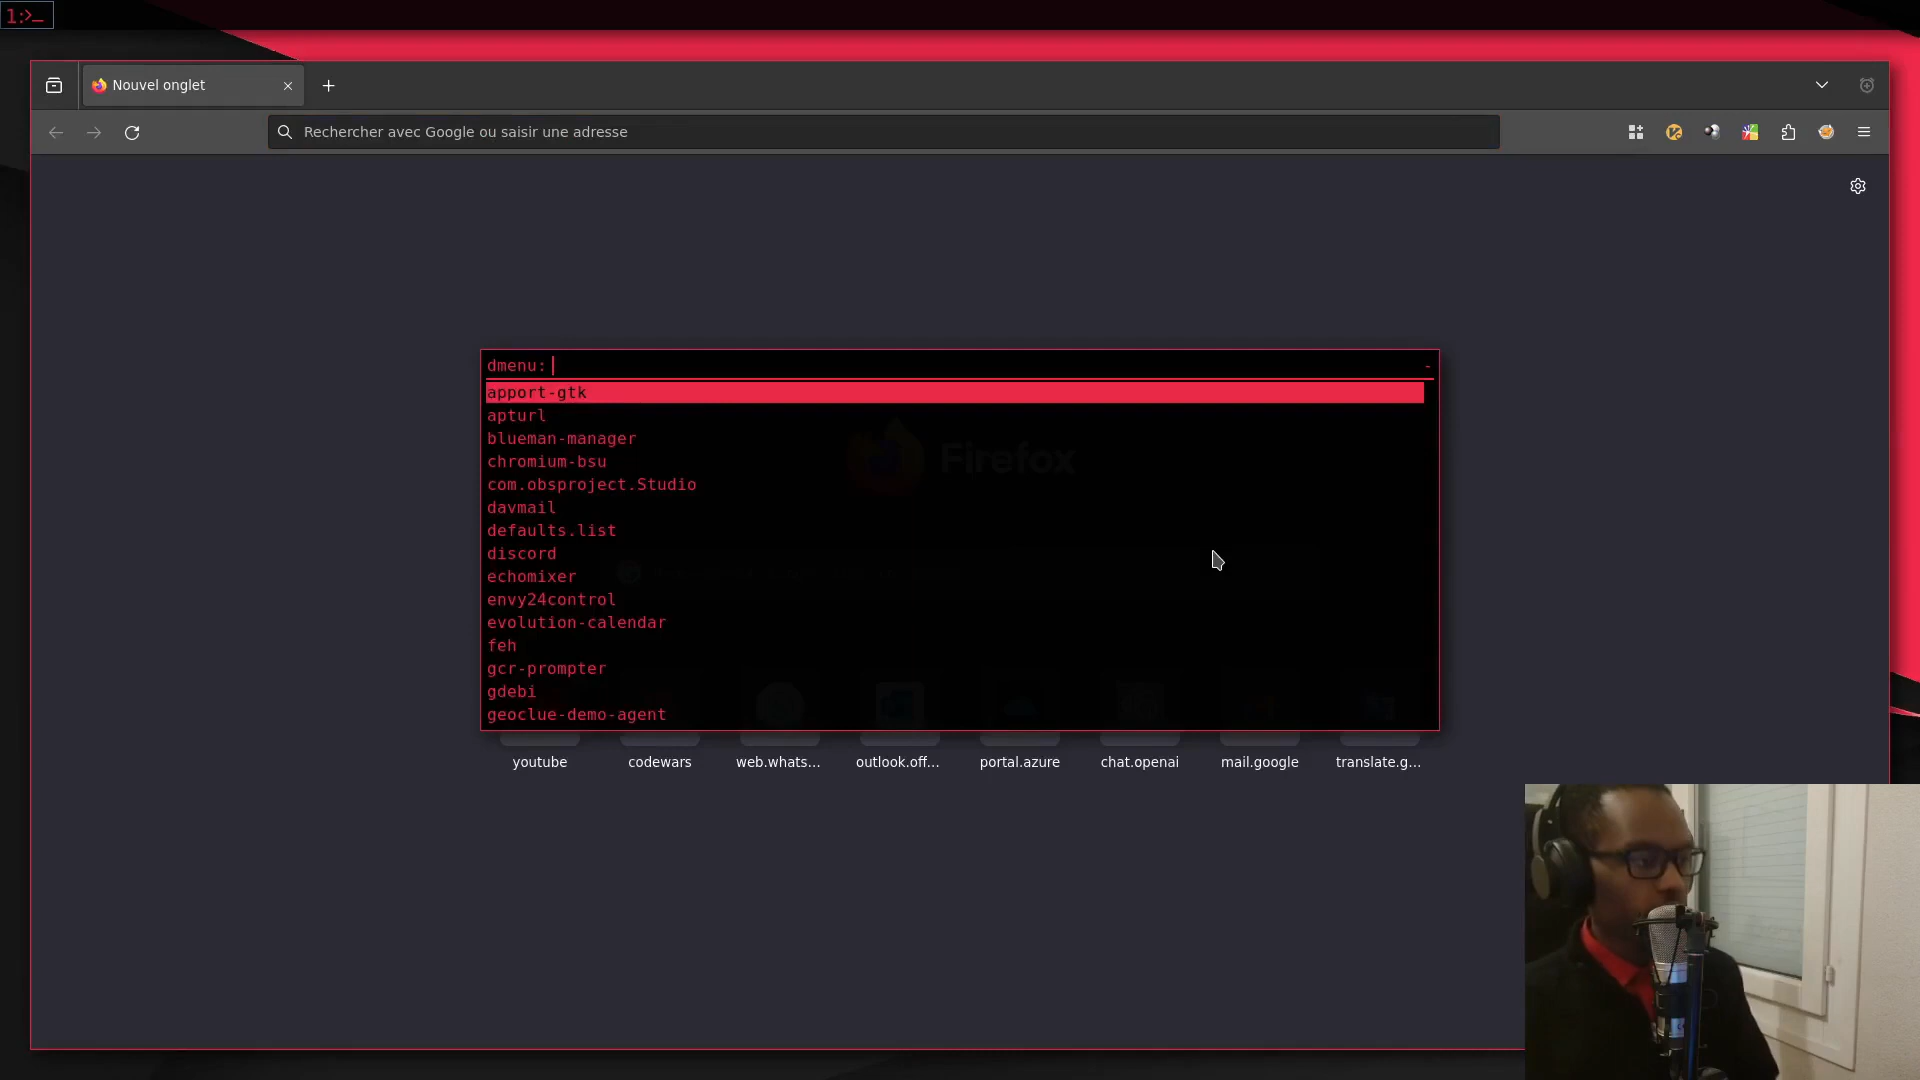 1:>_
Nouvel onglet
Rechercher avec Google ou saisir une adresse
dmenu:
apport-gtk
apturl
blueman-manager
chromium-bsu
com.obsproject.Studio
davmail
defaults.list
discord
echomixer
envy24control
evolution-calendar
feh
gcr-prompter
gdebi
geoclue-demo-agent
Firefox
youtube
codewars
web.whats...
outlook.off...
portal.azure
chat.openai
mail.google
translate.g...